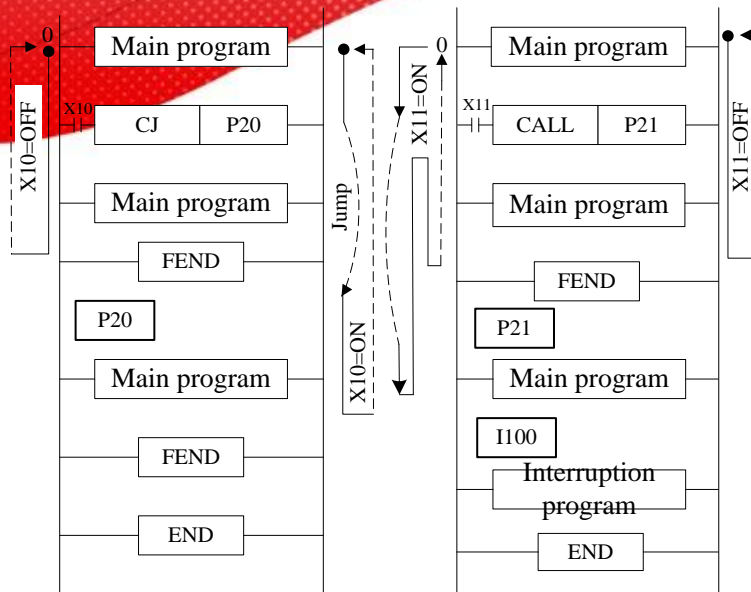 0
Main program
X10=OFF
X10
CJ
P20
Main program
Jump
FEND
P20
X10=ON
Main program
FEND
END
0
Main program
X11=ON
X11
CALL
P21
X11=OFF
Main program
FEND
P21
Main program
I100
Interruption
program
END